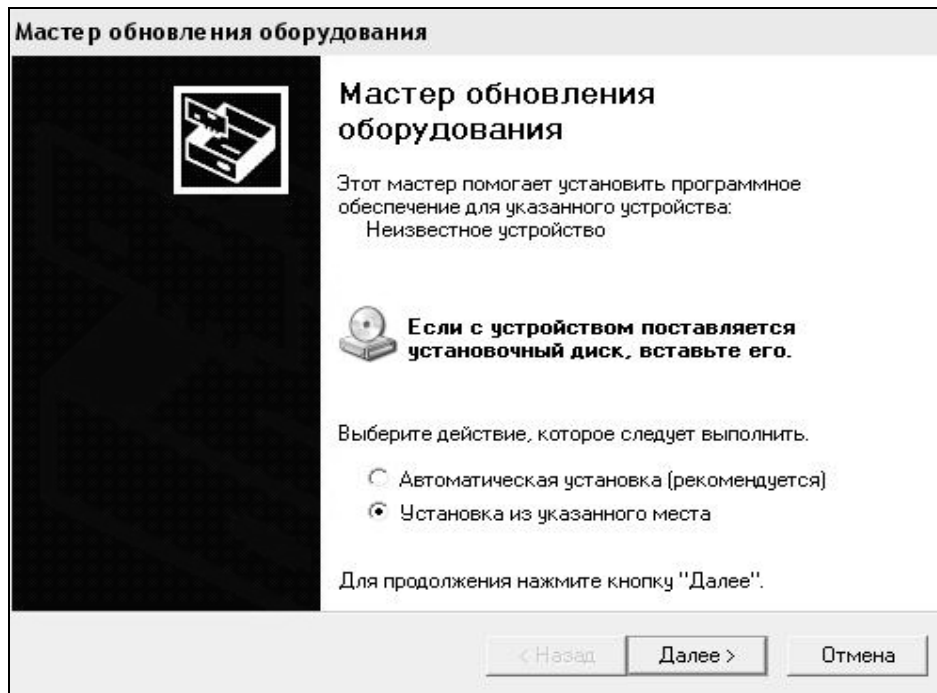 Мастер обновления оборудования
Мастер обновления
оборудования
Этот мастер помогает установить программное
обеспечение для указанного устройства:
Неизвестное устройство
Если с устройством поставляется
установочный диск, вставьте его.
Выберите действие, которое следует выполнить.
Автоматическая установка (рекомендуется)
Установка из указанного места
Для продолжения нажмите кнопку "Далее".
< Назад Далее > Отмена